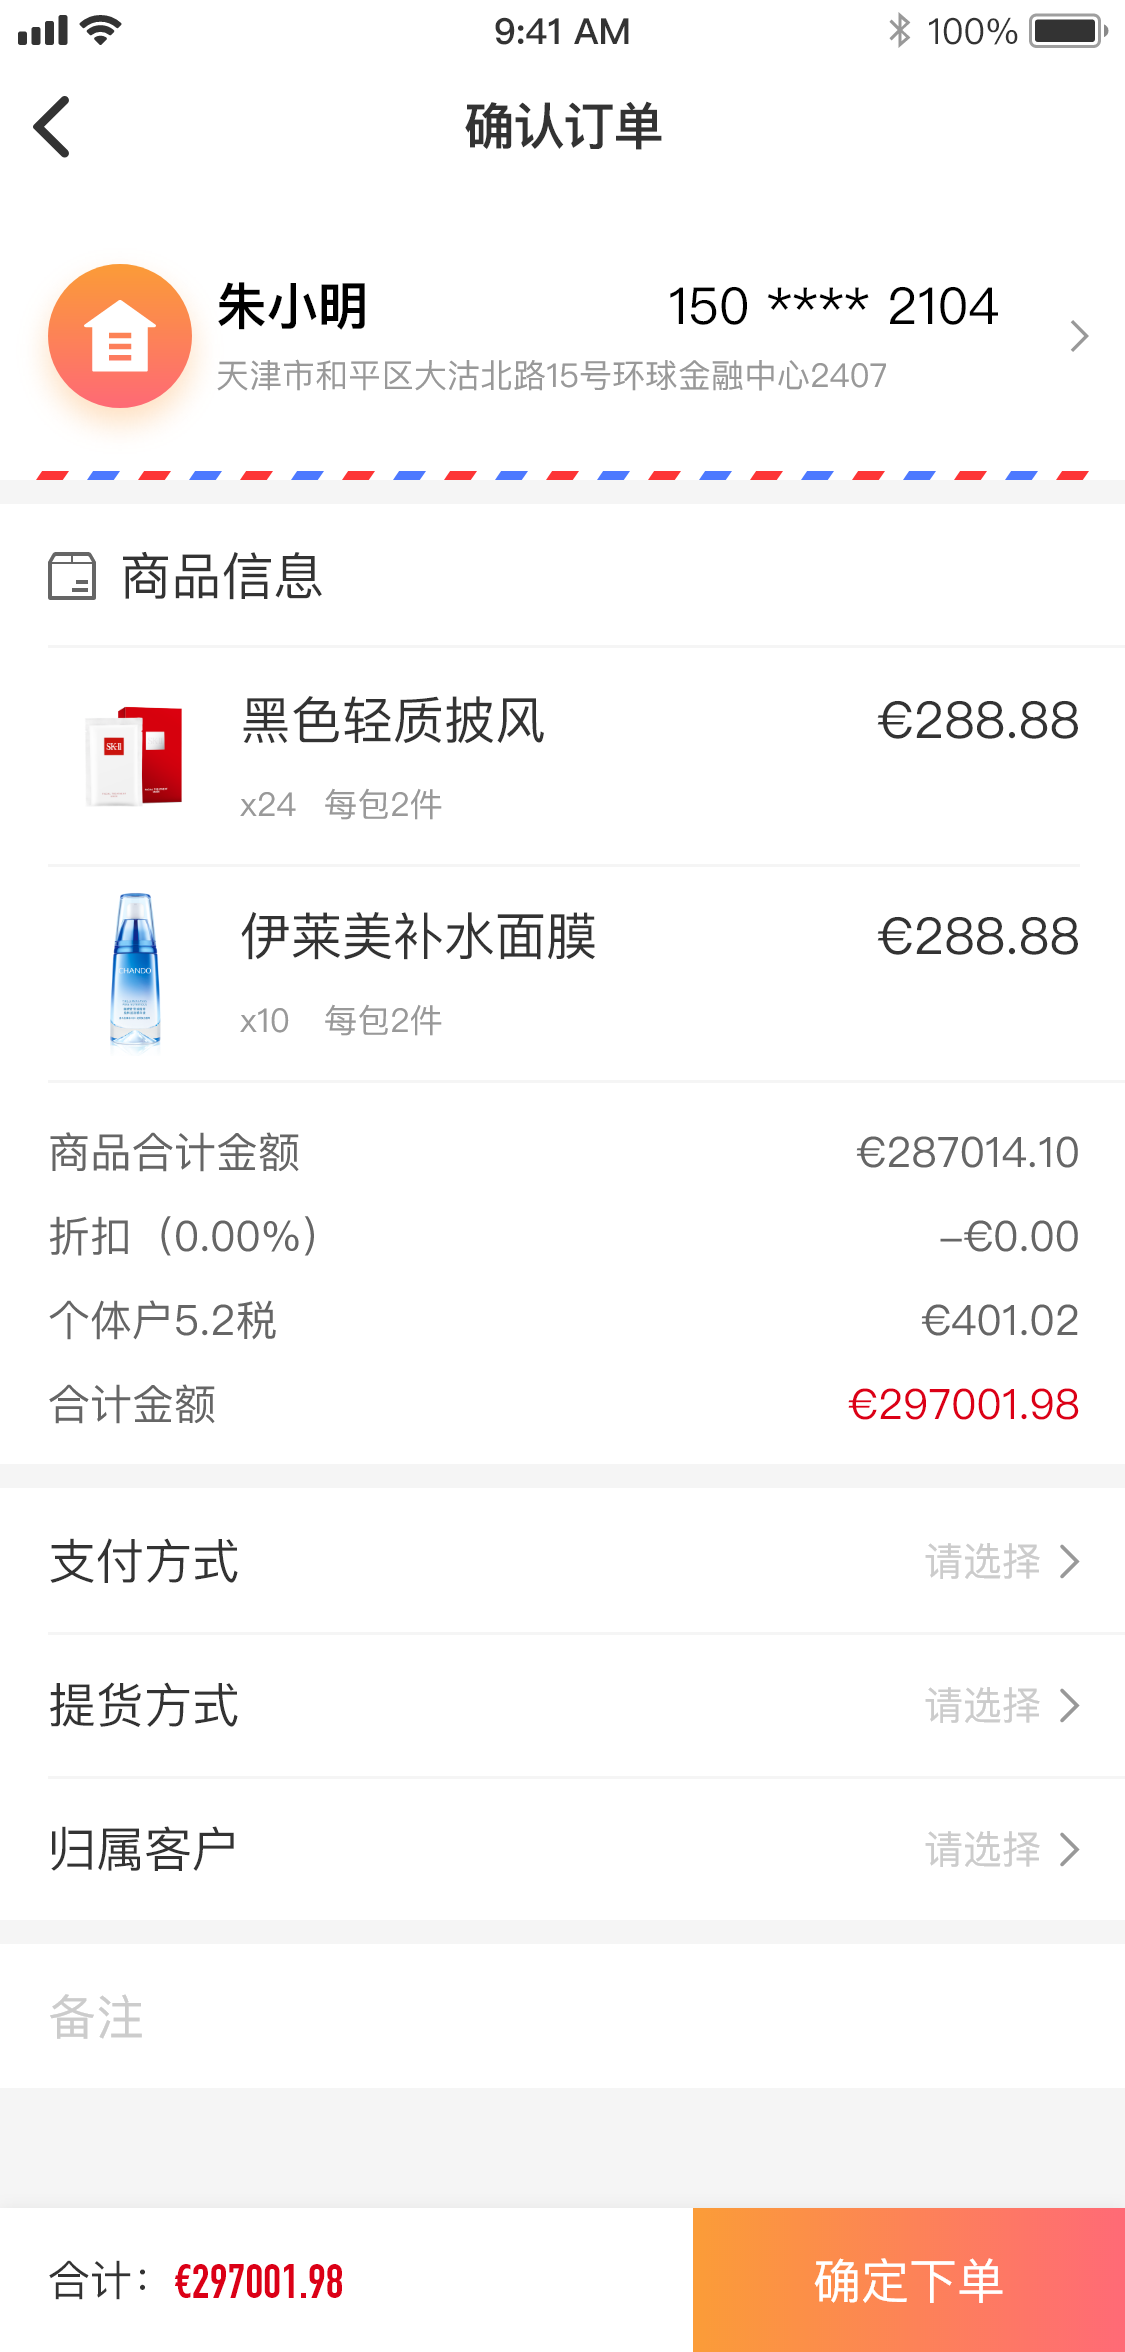 9:41 AM
100%
确认订单
朱小明
150 **** 2104
天津市和平区大沽北路15号环球金融中心2407
商品信息
SK-II
黑色轻质披风
€288.88
x24 每包2件
CHANDO
伊莱美补水面膜
€288.88
x10 每包2件
商品合计金额
€287014.10
折扣（0.00%）
–€0.00
个体户5.2税
€401.02
合计金额
€297001.98
支付方式
请选择
提货方式
请选择
归属客户
请选择
备注
合计：€297001.98
确定下单